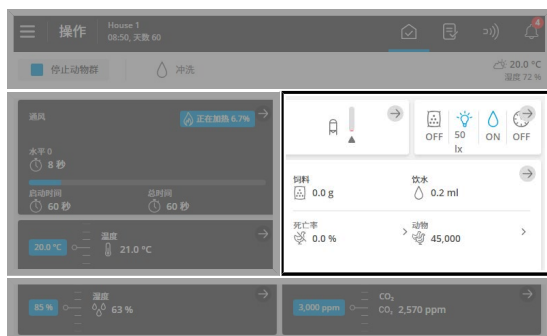 操作
House 1
08:50, 天数 60
4
停止动物群
冲洗
20.0 °C
湿度 72 %
通风
正在加热 6.7%
水平 0
8 秒
启动时间
总时间
60 秒
60 秒
OFF
50 lx
ON
OFF
饲料
饮水
0.0 g
0.2 ml
死亡率
动物
0.0 %
45,000
温度
20.0 °C
21.0 °C
湿度
85 %
63 %
CO₂
3,000 ppm
CO₂ 2,570 ppm